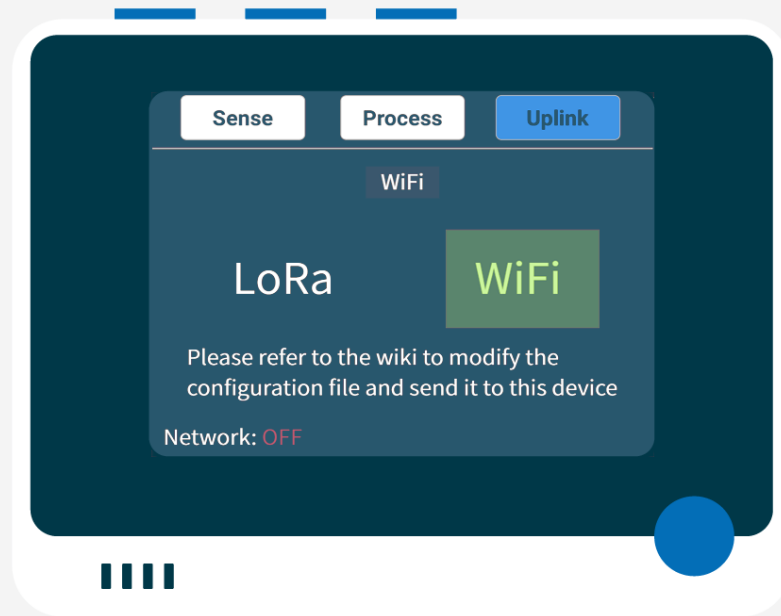 Sense Process Uplink
WiFi
LoRa WiFi
Please refer to the wiki to modify the
configuration file and send it to this device
Network: OFF